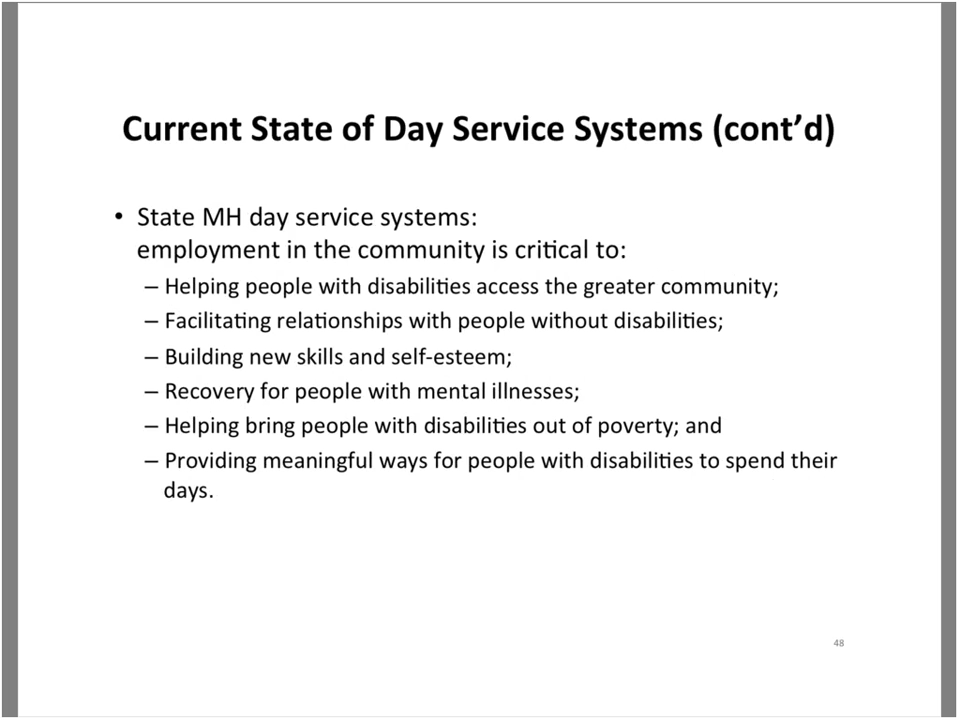 Current State of Day Service Systems (cont’d)
• State MH day service systems:
employment in the community is critical to:
– Helping people with disabilities access the greater community;
– Facilitating relationships with people without disabilities;
– Building new skills and self-esteem;
– Recovery for people with mental illnesses;
– Helping bring people with disabilities out of poverty; and
– Providing meaningful ways for people with disabilities to spend their
days.
48